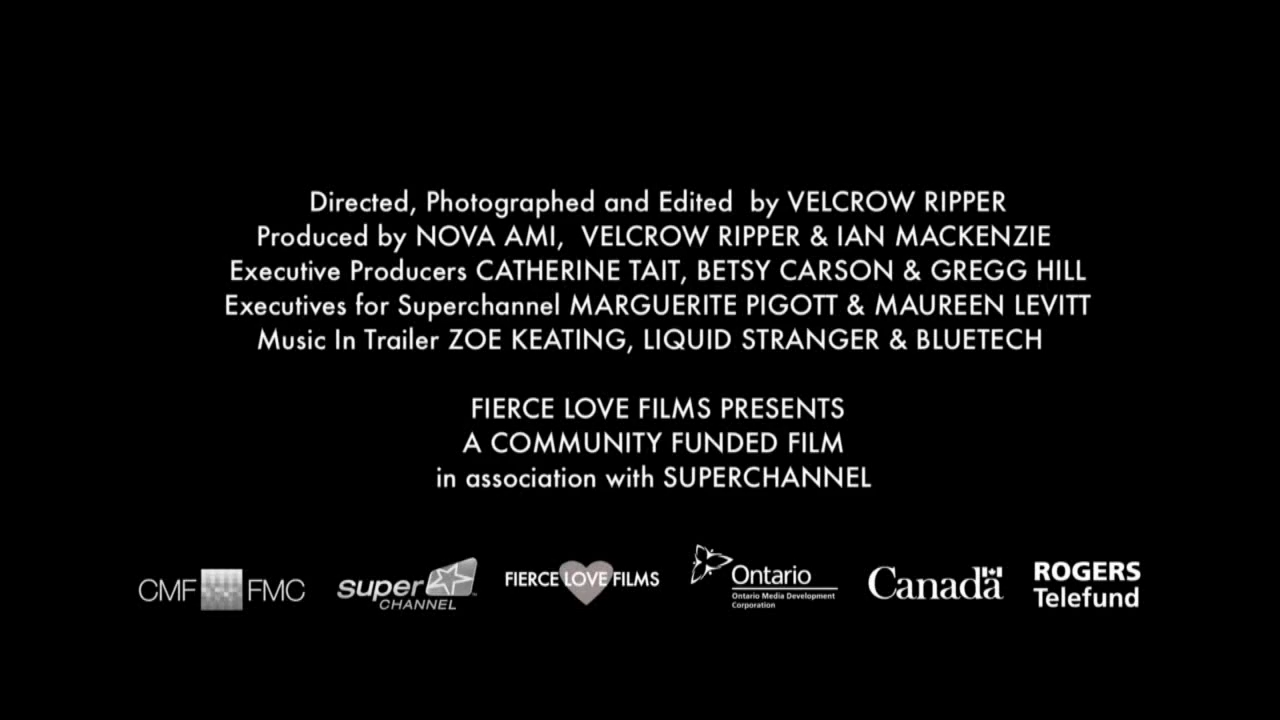 Directed, Photographed and Edited by VELCROW RIPPER
Produced by NOVA AMI, VELCROW RIPPER & IAN MACKENZIE
Executive Producers CATHERINE TAIT, BETSY CARSON & GREGG HILL
Executives for Superchannel MARGUERITE PIGOTT & MAUREEN LEVITT
Music In Trailer ZOE KEATING, LIQUID STRANGER & BLUETECH
FIERCE LOVE FILMS PRESENTS
A COMMUNITY FUNDED FILM
in association with SUPERCHANNEL
CMF FMC
super CHANNEL
FIERCE LOVE FILMS
Ontario
Ontario Media Development
Corporation
Canada
ROGERS
Telefund